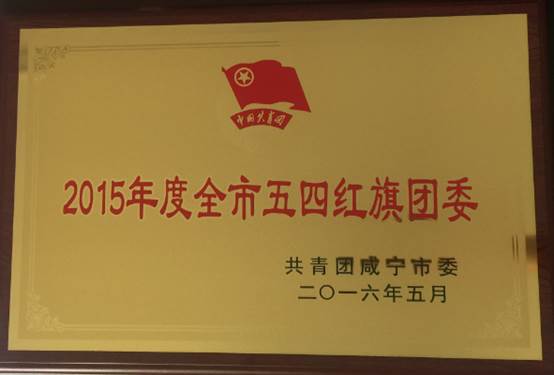 中国共青团
2015年度全市五四红旗团委
共青团咸宁市委
二〇一六年五月